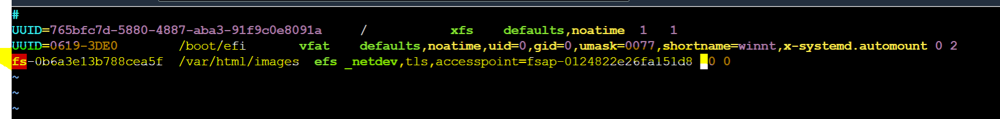 #
UUID=765bfc7d-5880-4887-aba3-91f9c0e8091a     /           xfs    defaults,noatime  1   1
UUID=0619-3DE0        /boot/efi       vfat    defaults,noatime,uid=0,gid=0,umask=0077,shortname=winnt,x-systemd.automount 0 2
fs-0b6a3e13b788cea5f  /var/html/images  efs _netdev,tls,accesspoint=fsap-0124822e26fa151d8 0 0
~
~
~